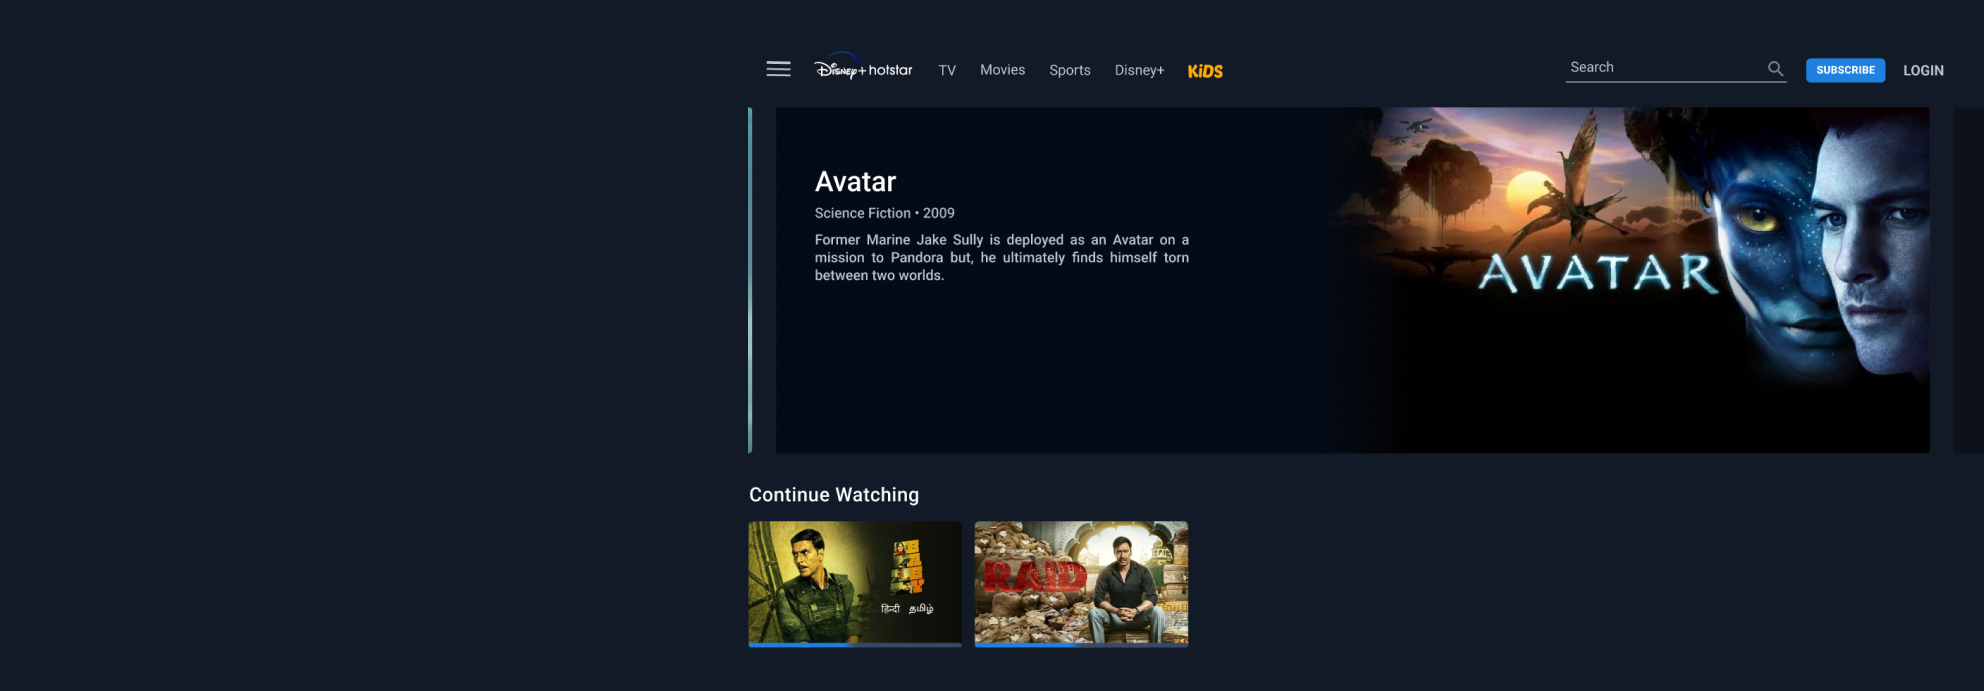 Disney+ hotstar TV Movies Sports Disney+ KiDS Search SUBSCRIBE LOGIN
Avatar
Science Fiction • 2009
Former Marine Jake Sully is deployed as an Avatar on a
mission to Pandora but, he ultimately finds himself torn
between two worlds.
AVATAR
Continue Watching
BABY
हिन्दी தமிழ்
RAID